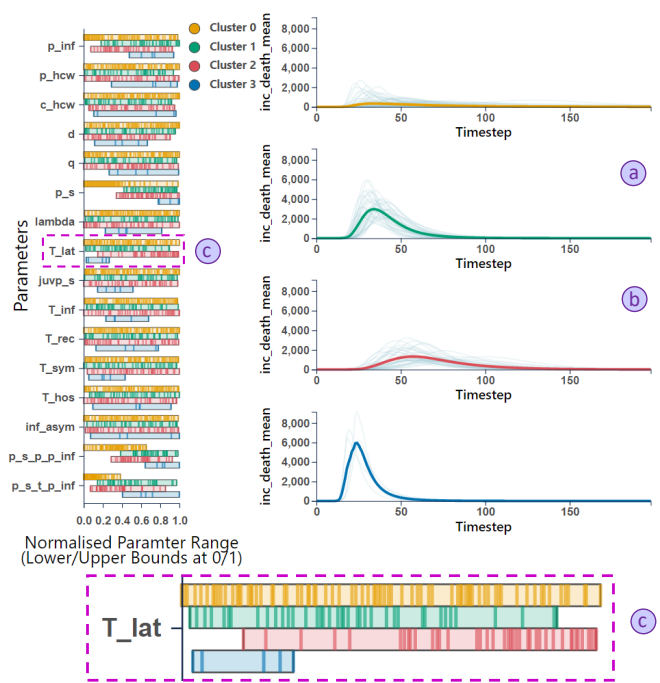 Cluster 0
Cluster 1
Cluster 2
Cluster 3
Parameters
p_inf
p_hcw
c_hcw
d
q
p_s
lambda
T_lat
juvp_s
T_inf
T_rec
T_sym
T_hos
inf_asym
p_s_p_p_inf
p_s_t_p_inf
0.0 0.2 0.4 0.6 0.8 1.0
Normalised Paramter Range
(Lower/Upper Bounds at 0/1)
c
inc_death_mean
8,000
6,000
4,000
2,000
0
0 50 100 150
Timestep
a
inc_death_mean
8,000
6,000
4,000
2,000
0
0 50 100 150
Timestep
b
inc_death_mean
8,000
6,000
4,000
2,000
0
0 50 100 150
Timestep
inc_death_mean
8,000
6,000
4,000
2,000
0
0 50 100 150
Timestep
T_lat
c